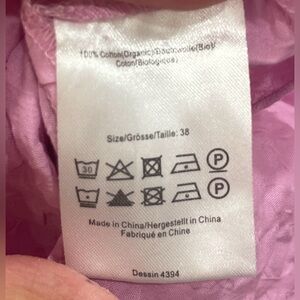 100% Cotton(Organic)/Baumwolle(Bio)/
Coton(Biologique)
Size/Grösse/Taille: 38
30 P
P
Made in China/Hergestellt in China
Fabriqué en Chine
Dessin 4394